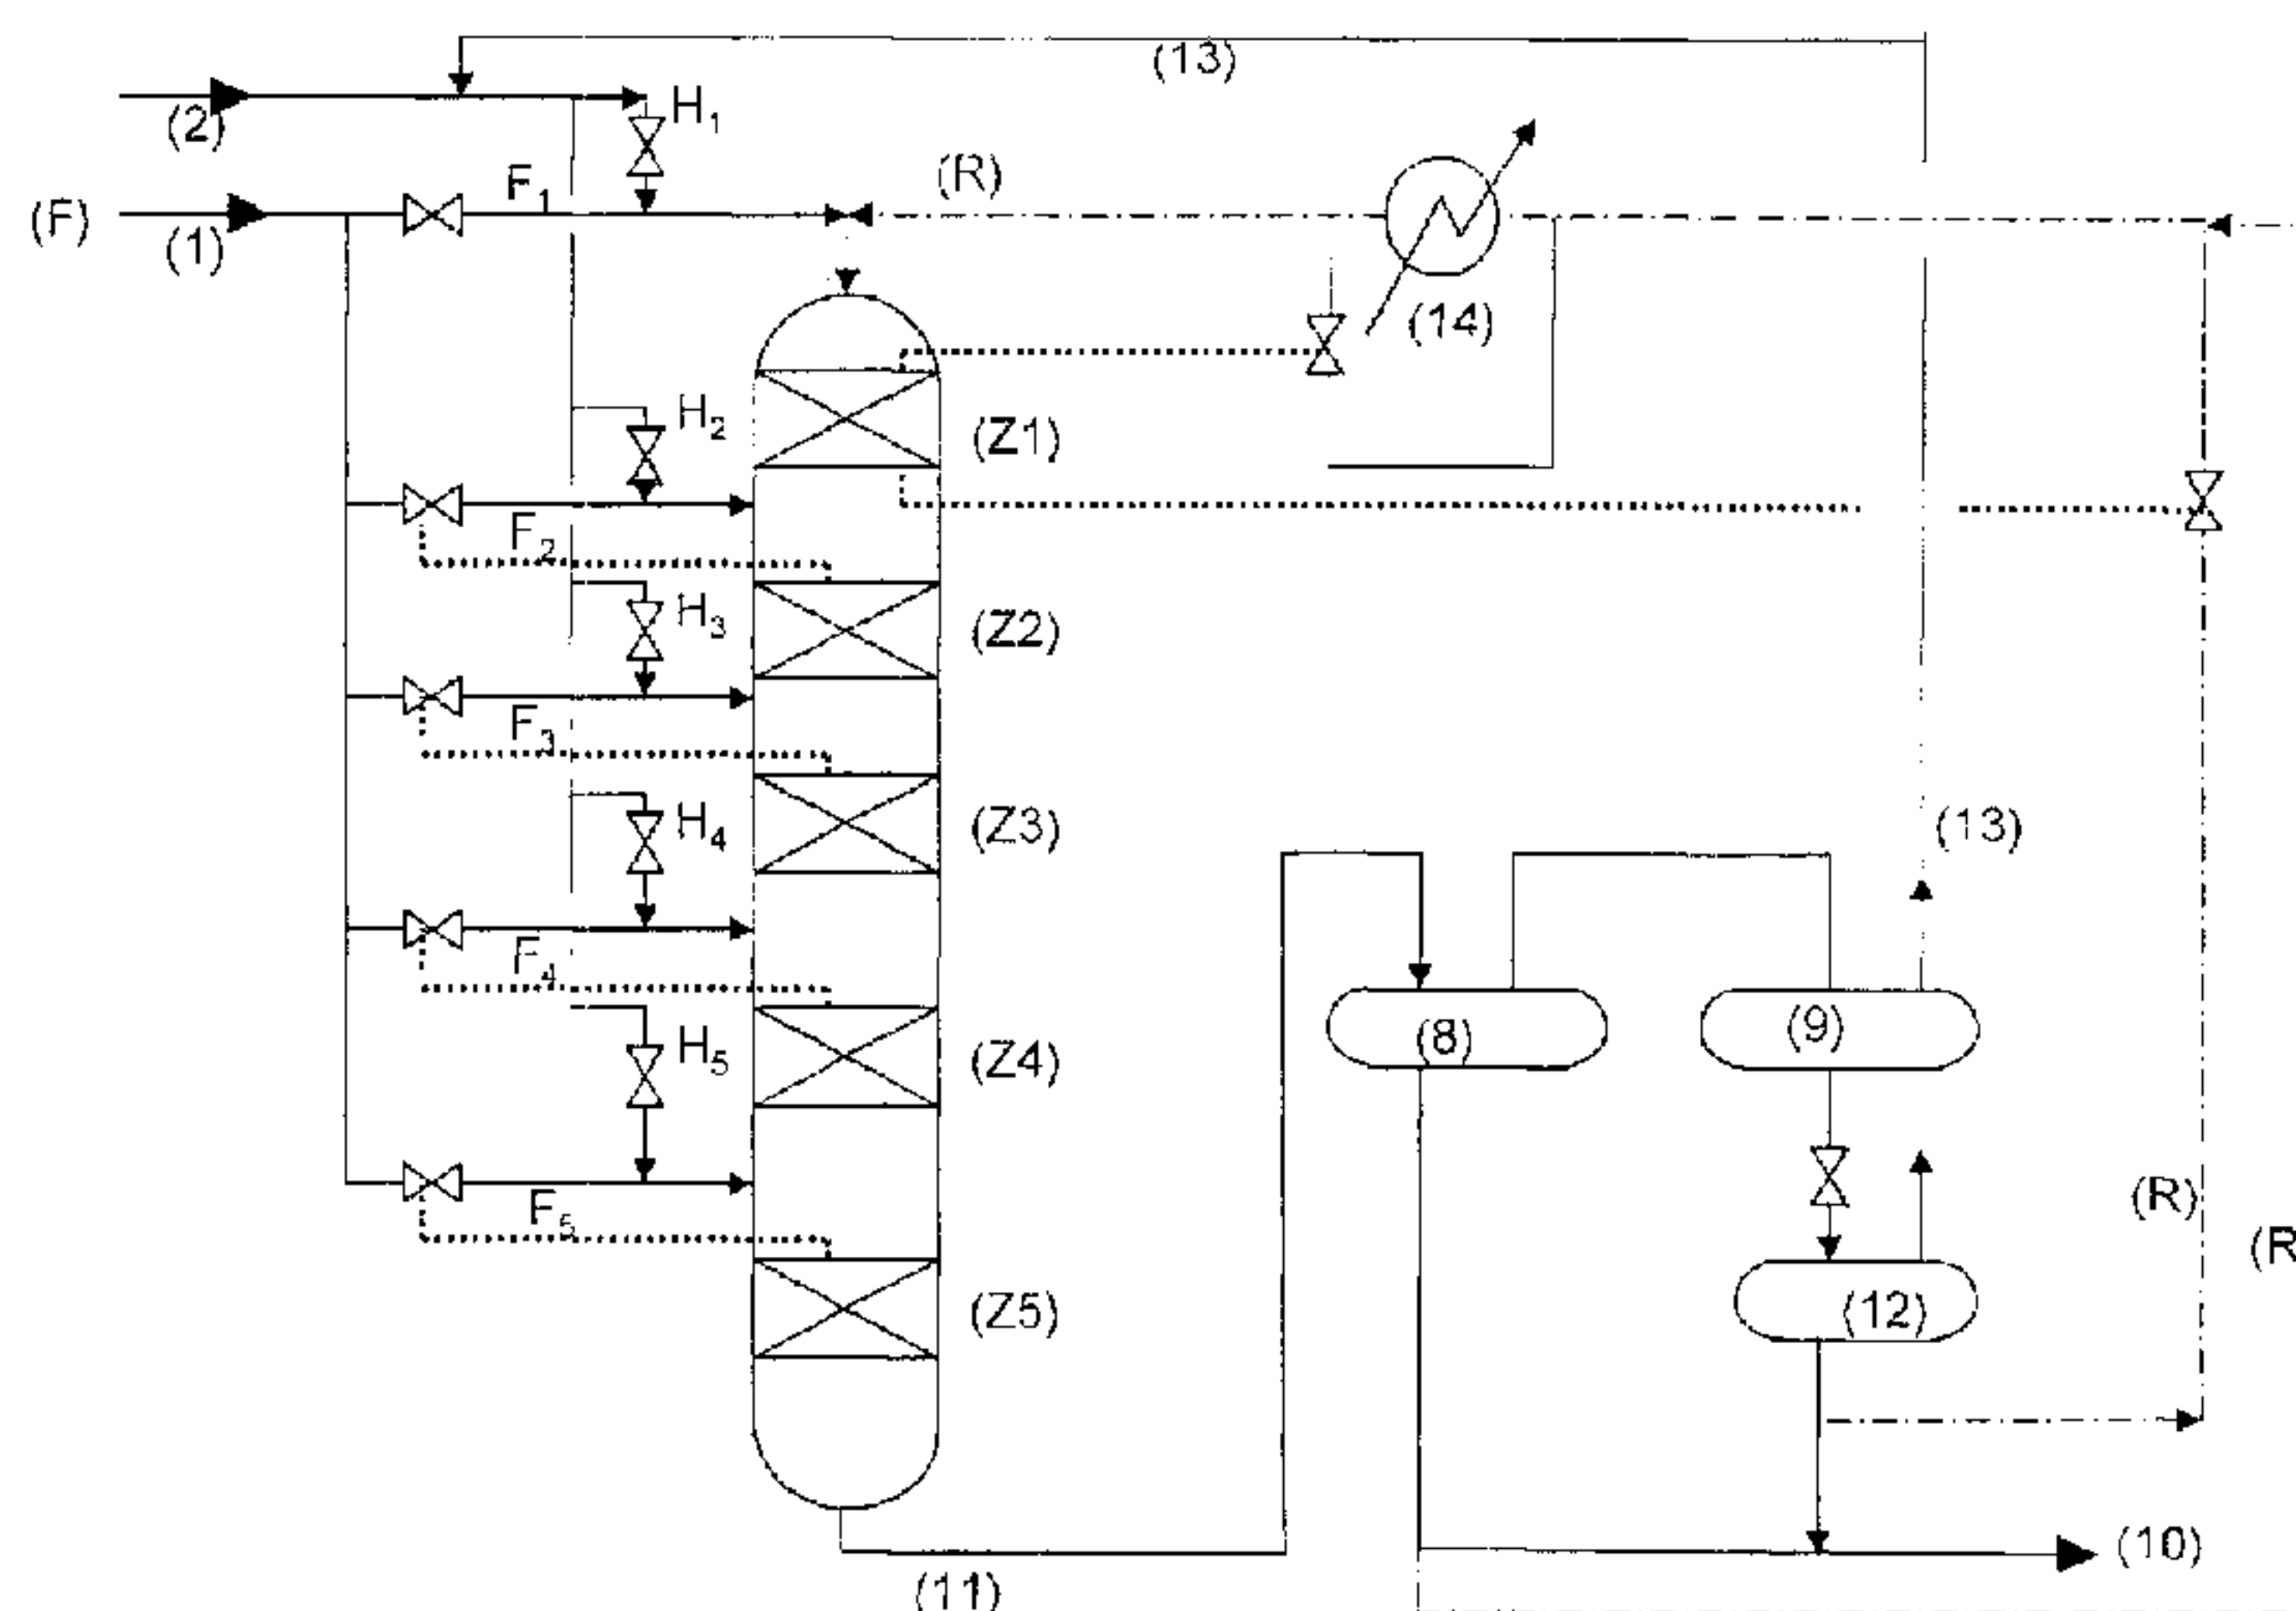 (13)
(2)
H1
(F)
(1)
F1
(R)
(14)
H2
(Z1)
F2
H3
(Z2)
F3
H4
(Z3)
(13)
F4
H5
(Z4)
(8)
(9)
F5
(R)
(R
(Z5)
(12)
(10)
(11)